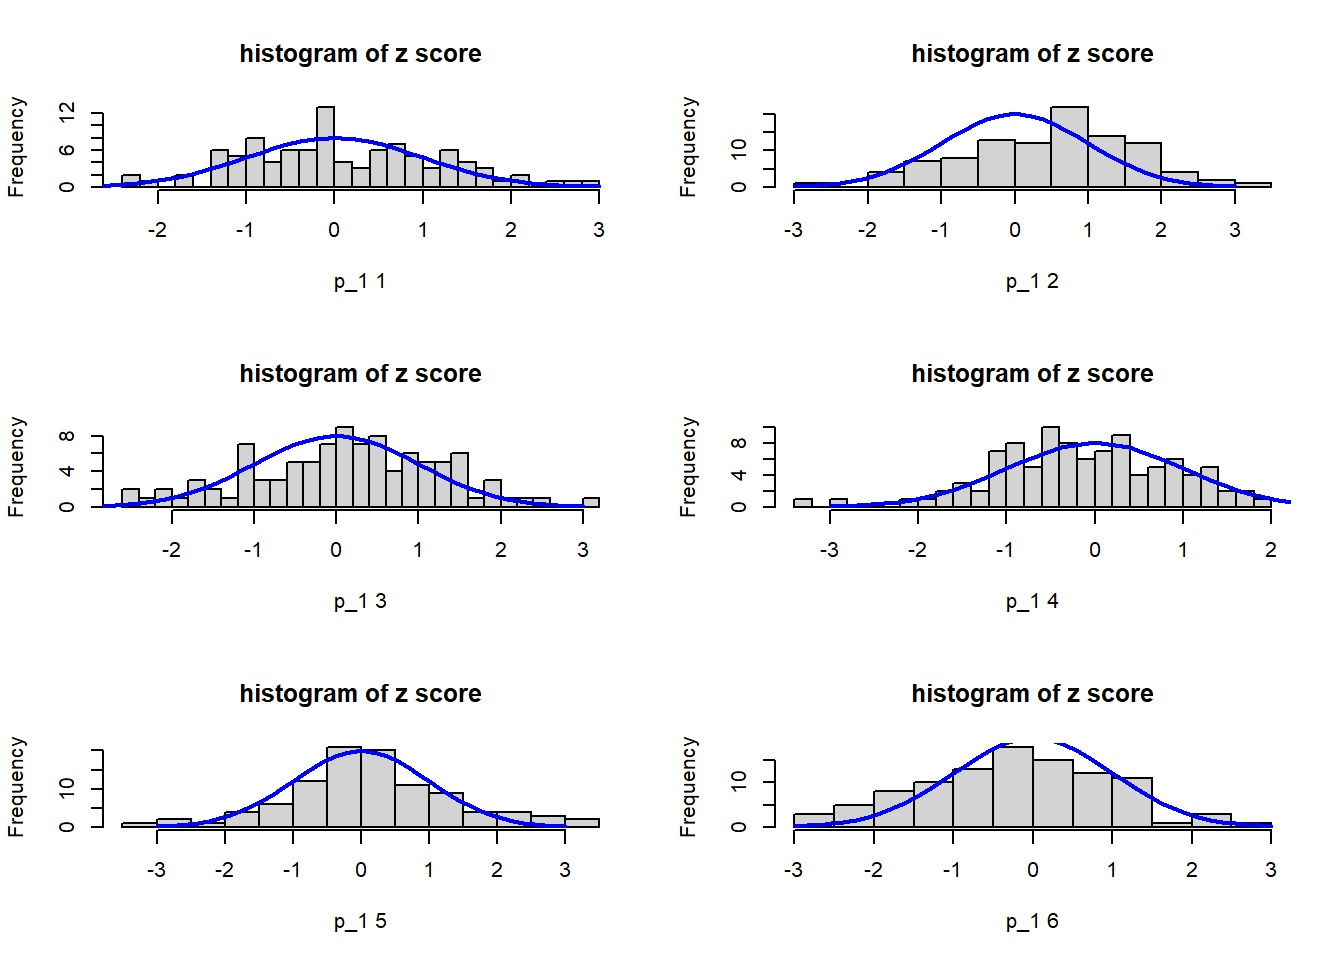 histogram of z score
Frequency
0 6 12
-2 -1 0 1 2 3
p_1 1
histogram of z score
Frequency
0 10
-3 -2 -1 0 1 2 3
p_1 2
histogram of z score
Frequency
0 4 8
-2 -1 0 1 2 3
p_1 3
histogram of z score
Frequency
0 4 8
-3 -2 -1 0 1 2
p_1 4
histogram of z score
Frequency
0 10
-3 -2 -1 0 1 2 3
p_1 5
histogram of z score
Frequency
0 10
-3 -2 -1 0 1 2 3
p_1 6